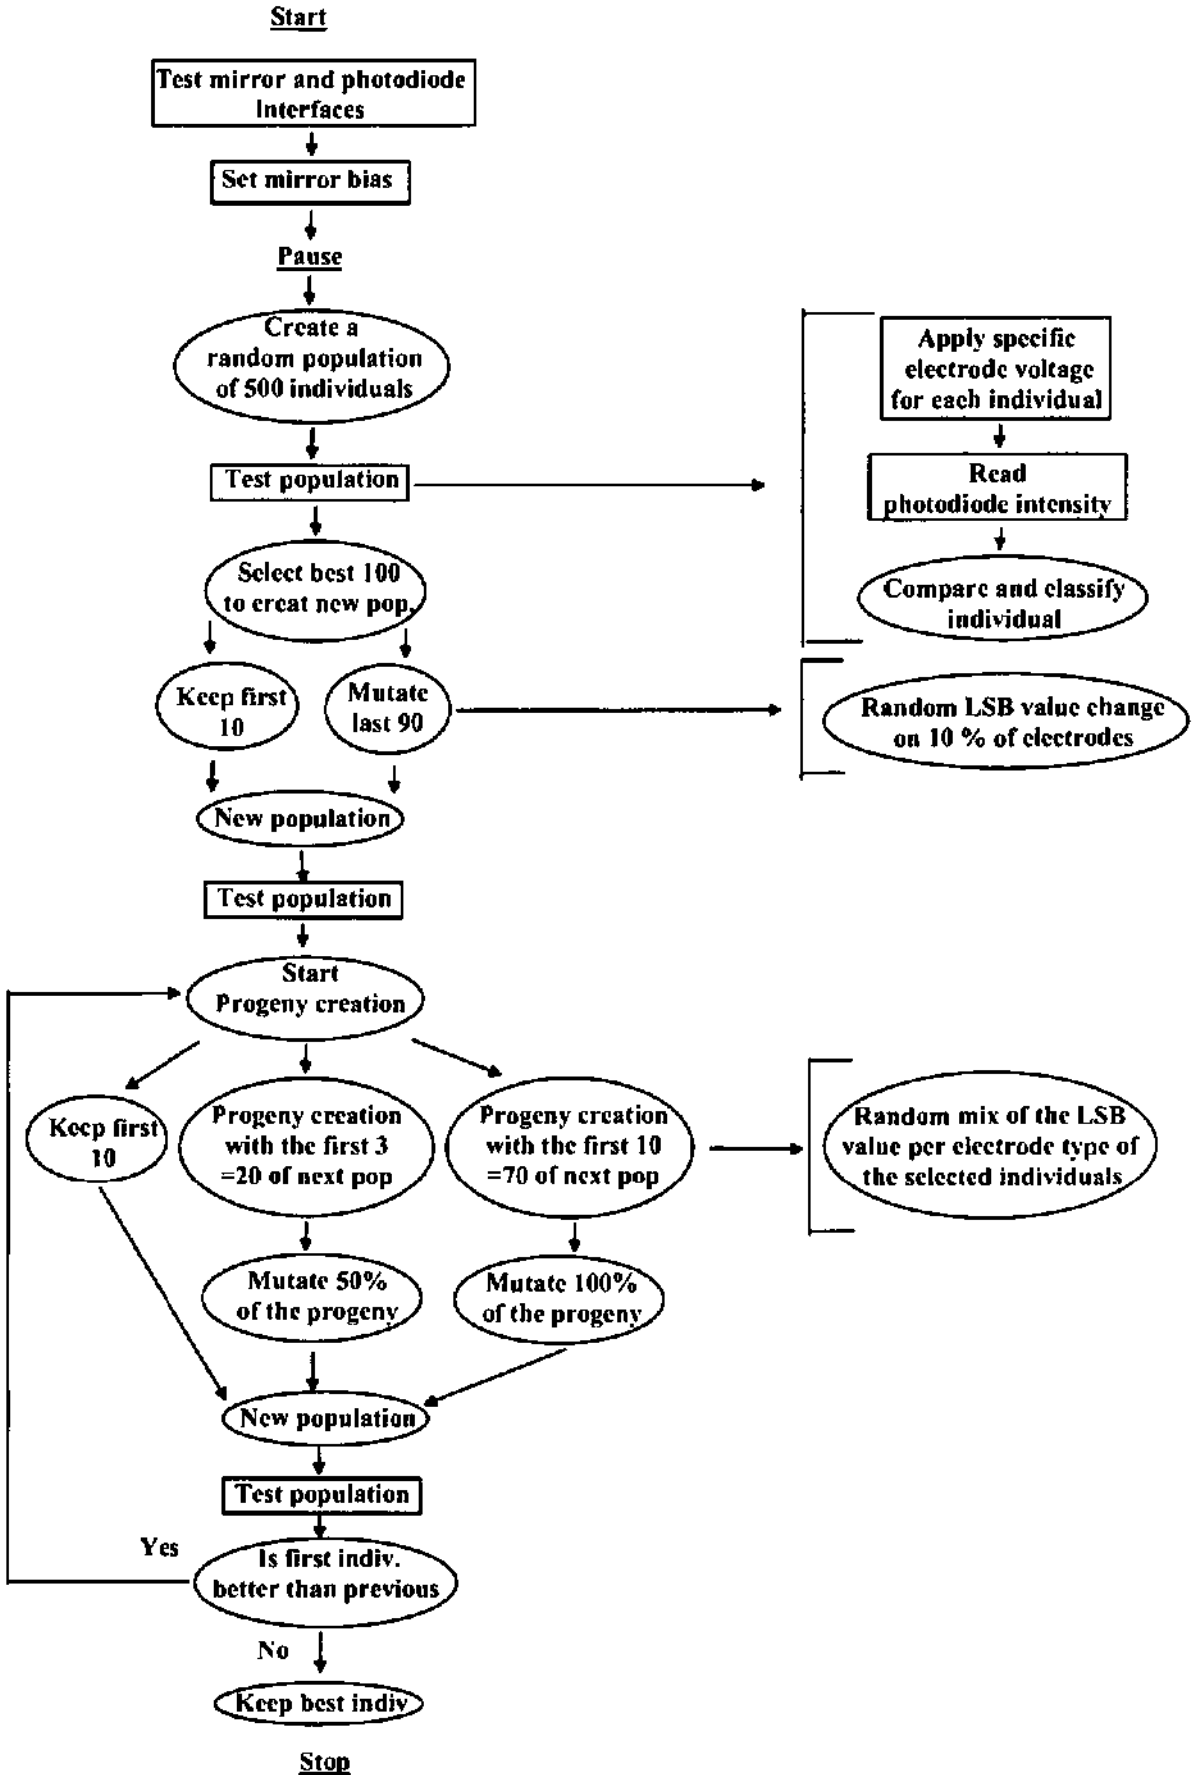 Start
Test mirror and photodiode
Interfaces
Set mirror bias
Pause
Create a
random population
of 500 individuals
Test population
Apply specific
electrode voltage
for each individual
Read
photodiode intensity
Compare and classify
individual
Select best 100
to creat new pop.
Keep first
10
Mutate
last 90
Random LSB value change
on 10 % of electrodes
New population
Test population
Start
Progeny creation
Keep first
10
Progeny creation
with the first 3
=20 of next pop
Progeny creation
with the first 10
=70 of next pop
Random mix of the LSB
value per electrode type of
the selected individuals
Mutate 50%
of the progeny
Mutate 100%
of the progeny
New population
Test population
Yes
Is first indiv.
better than previous
No
Keep best indiv
Stop